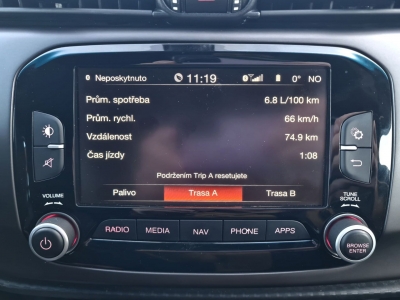 Neposkytnuto 11:19 0° NO
Prům. spotřeba 6.8 L/100 km
Prům. rychl. 66 km/h
Vzdálenost 74.9 km
Čas jízdy 1:08
Podržením Trip A resetujete
Palivo Trasa A Trasa B
VOLUME TUNE SCROLL
RADIO MEDIA NAV PHONE APPS
BROWSE ENTER